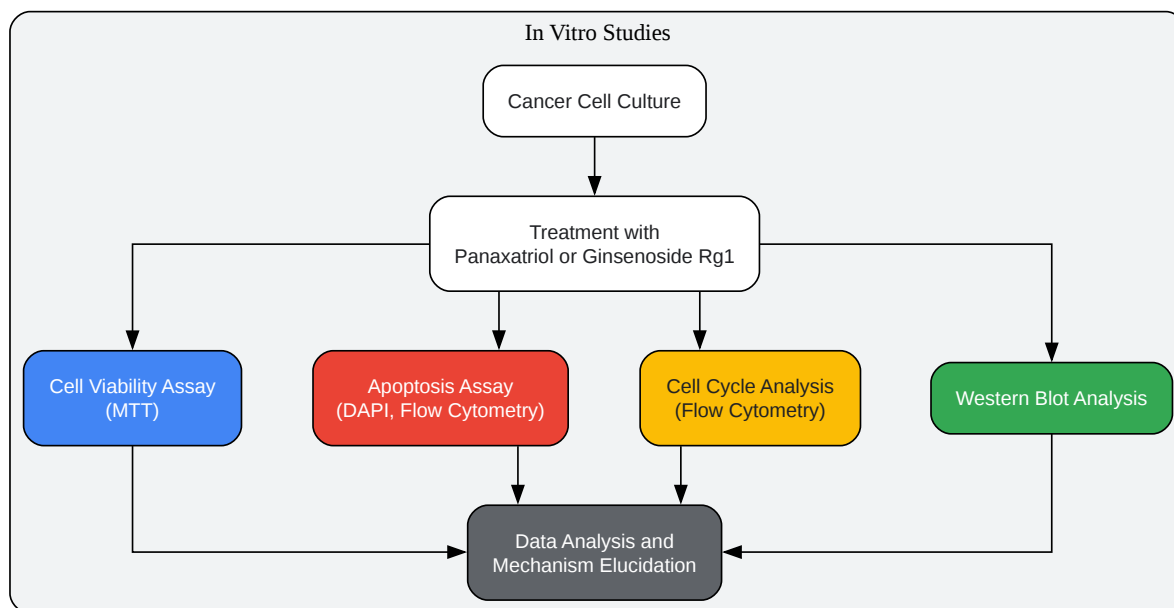 In Vitro Studies
Cancer Cell Culture
Treatment with
Panaxatriol or Ginsenoside Rg1
Cell Viability Assay
(MTT)
Apoptosis Assay
(DAPI, Flow Cytometry)
Cell Cycle Analysis
(Flow Cytometry)
Western Blot Analysis
Data Analysis and
Mechanism Elucidation